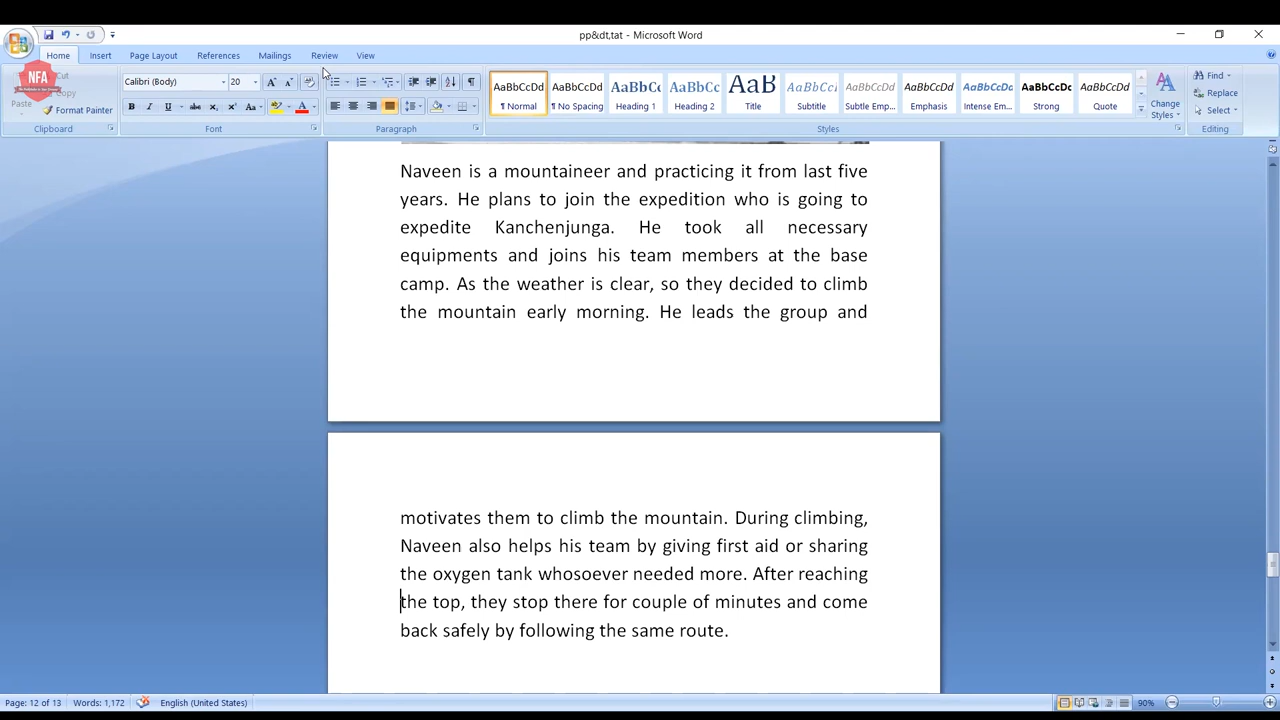 pp&dt,tat - Microsoft Word
Home Insert Page Layout References Mailings Review View
NFA
Cut
Copy
Paste
Format Painter
Calibri (Body) 20
AaBbCcDd AaBbCcDd AaBbCc AaBbCc AaB AaBbCcI AaBbCcDd AaBbCcDd AaBbCcDd AaBbCcDc AaBbCcDd
¶ Normal ¶ No Spacing Heading 1 Heading 2 Title Subtitle Subtle Emp... Emphasis Intense Em... Strong Quote
Change
Styles
Find
Replace
Select
Clipboard Font Paragraph Styles Editing
Naveen is a mountaineer and practicing it from last five
years. He plans to join the expedition who is going to
expedite Kanchenjunga. He took all necessary
equipments and joins his team members at the base
camp. As the weather is clear, so they decided to climb
the mountain early morning. He leads the group and
motivates them to climb the mountain. During climbing,
Naveen also helps his team by giving first aid or sharing
the oxygen tank whosoever needed more. After reaching
the top, they stop there for couple of minutes and come
back safely by following the same route.
Page: 12 of 13 Words: 1,172 English (United States) 90%